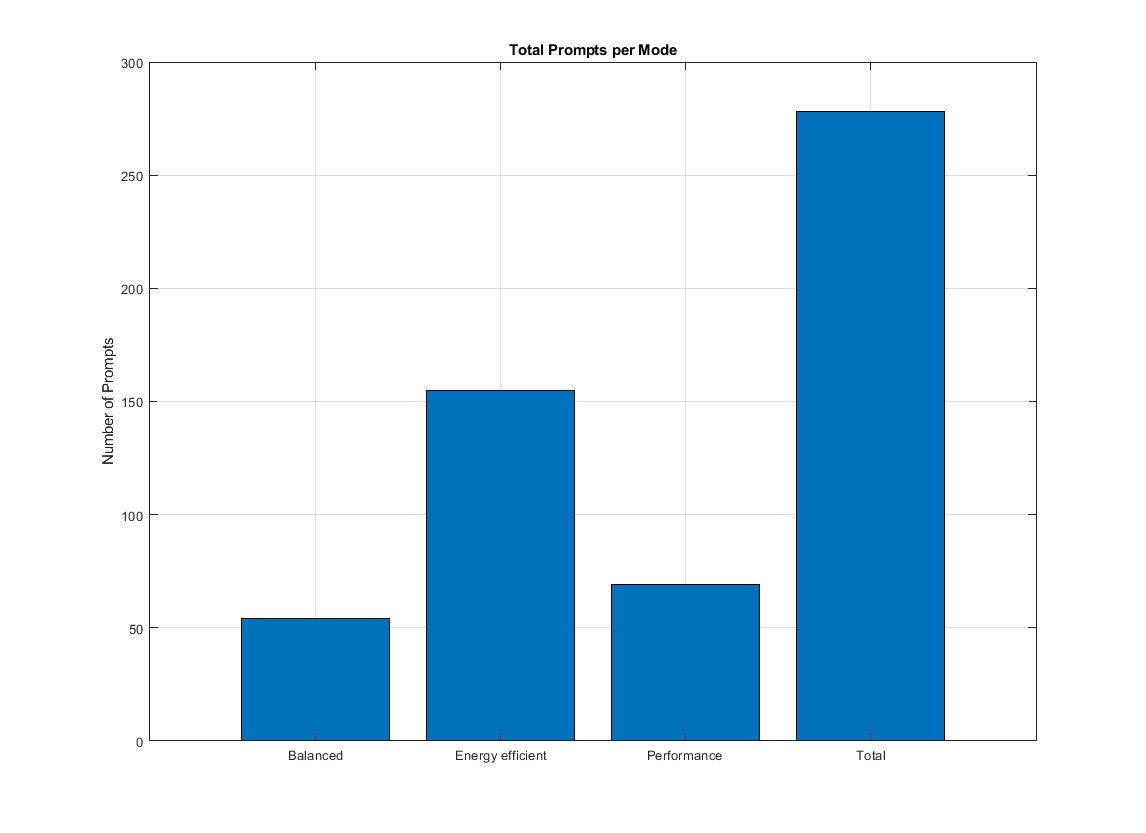 Total Prompts per Mode
Number of Prompts
300
250
200
150
100
50
0
Balanced
Energy efficient
Performance
Total